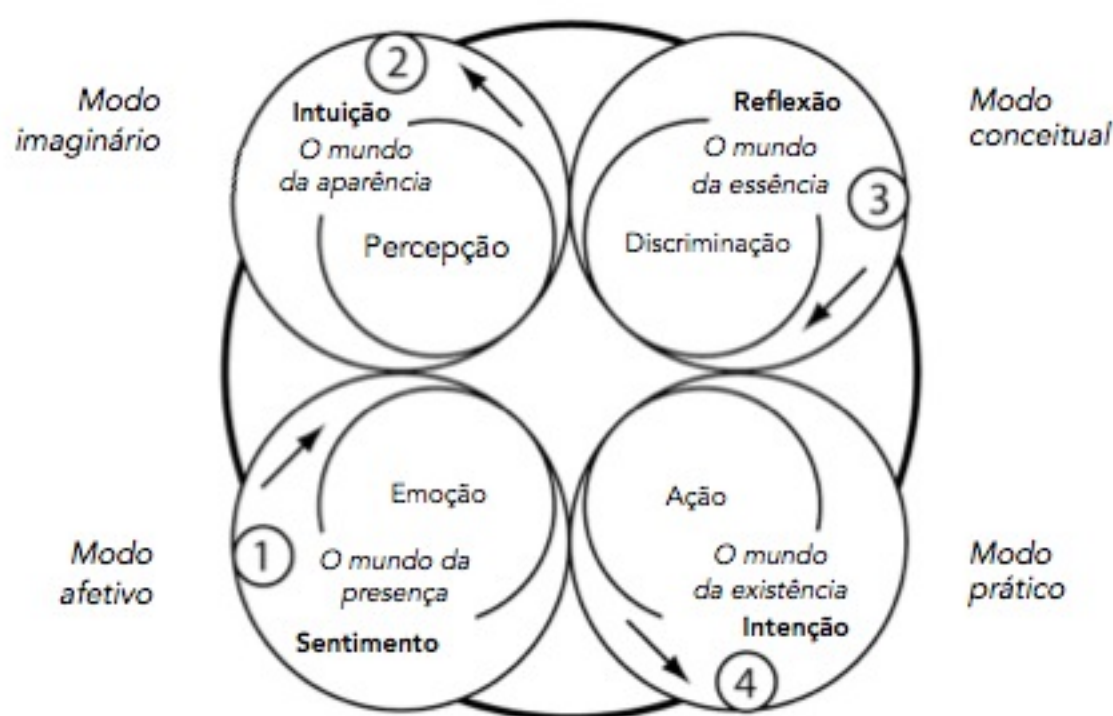 Modo
imaginário
2
Intuição
O mundo
da aparência
Percepção
Reflexão
O mundo
da essência
3
Discriminação
Modo
conceitual
Modo
afetivo
1
Emoção
O mundo da
presença
Sentimento
Ação
O mundo
da existência
Intenção
4
Modo
prático